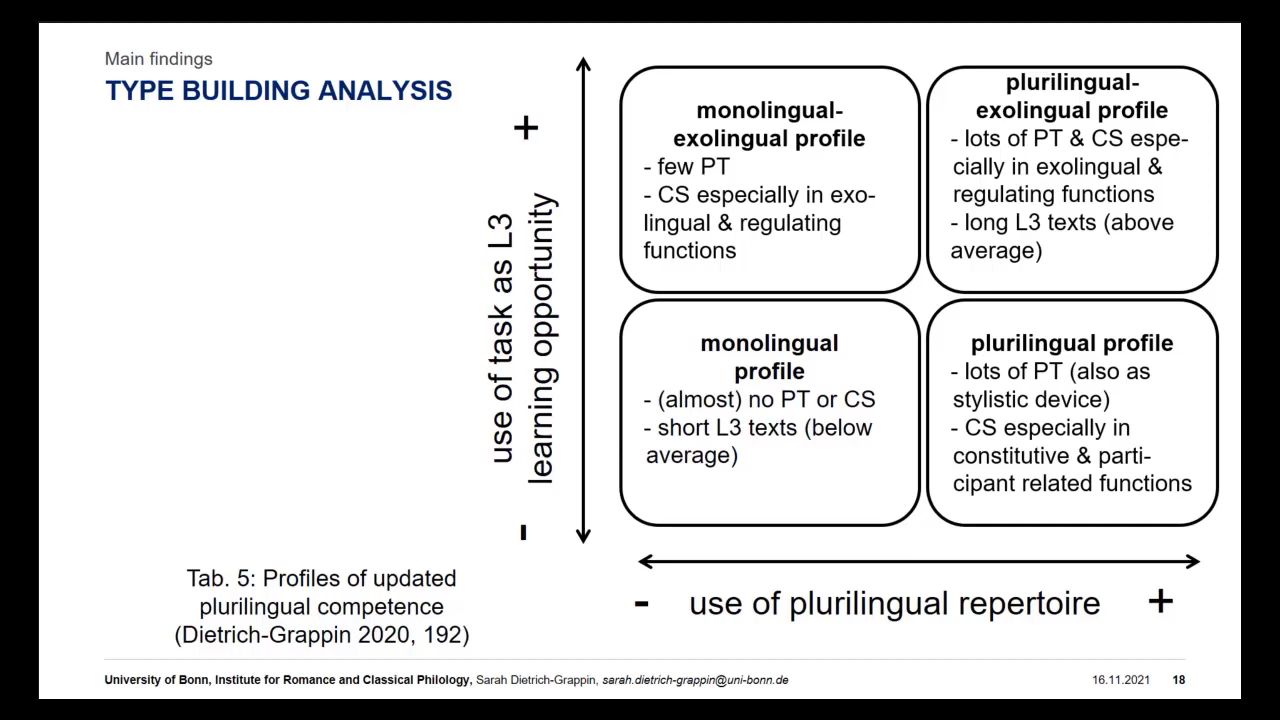 Main findings
TYPE BUILDING ANALYSIS
+
use of task as L3
learning opportunity
-
monolingual-
exolingual profile
- few PT
- CS especially in exo-
lingual & regulating
functions
plurilingual-
exolingual profile
- lots of PT & CS espe-
cially in exolingual &
regulating functions
- long L3 texts (above
average)
monolingual
profile
- (almost) no PT or CS
- short L3 texts (below
average)
plurilingual profile
- lots of PT (also as
stylistic device)
- CS especially in
constitutive & parti-
cipant related functions
- use of plurilingual repertoire +
Tab. 5: Profiles of updated
plurilingual competence
(Dietrich-Grappin 2020, 192)
University of Bonn, Institute for Romance and Classical Philology, Sarah Dietrich-Grappin, sarah.dietrich-grappin@uni-bonn.de 16.11.2021 18